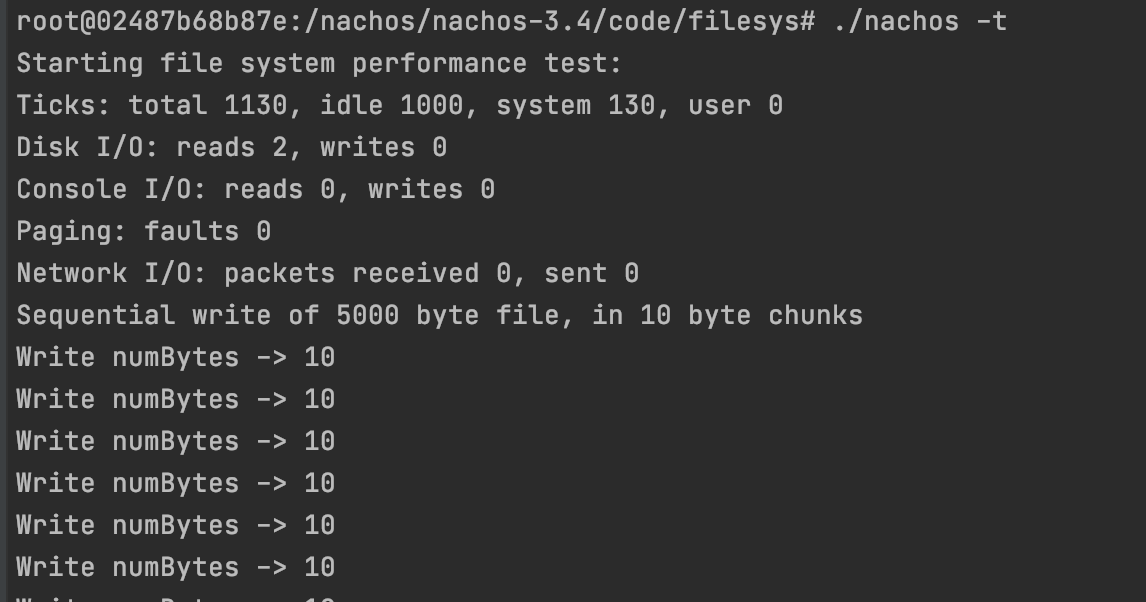 root@02487b68b87e:/nachos/nachos-3.4/code/filesys# ./nachos -t
Starting file system performance test:
Ticks: total 1130, idle 1000, system 130, user 0
Disk I/O: reads 2, writes 0
Console I/O: reads 0, writes 0
Paging: faults 0
Network I/O: packets received 0, sent 0
Sequential write of 5000 byte file, in 10 byte chunks
Write numBytes -> 10
Write numBytes -> 10
Write numBytes -> 10
Write numBytes -> 10
Write numBytes -> 10
Write numBytes -> 10